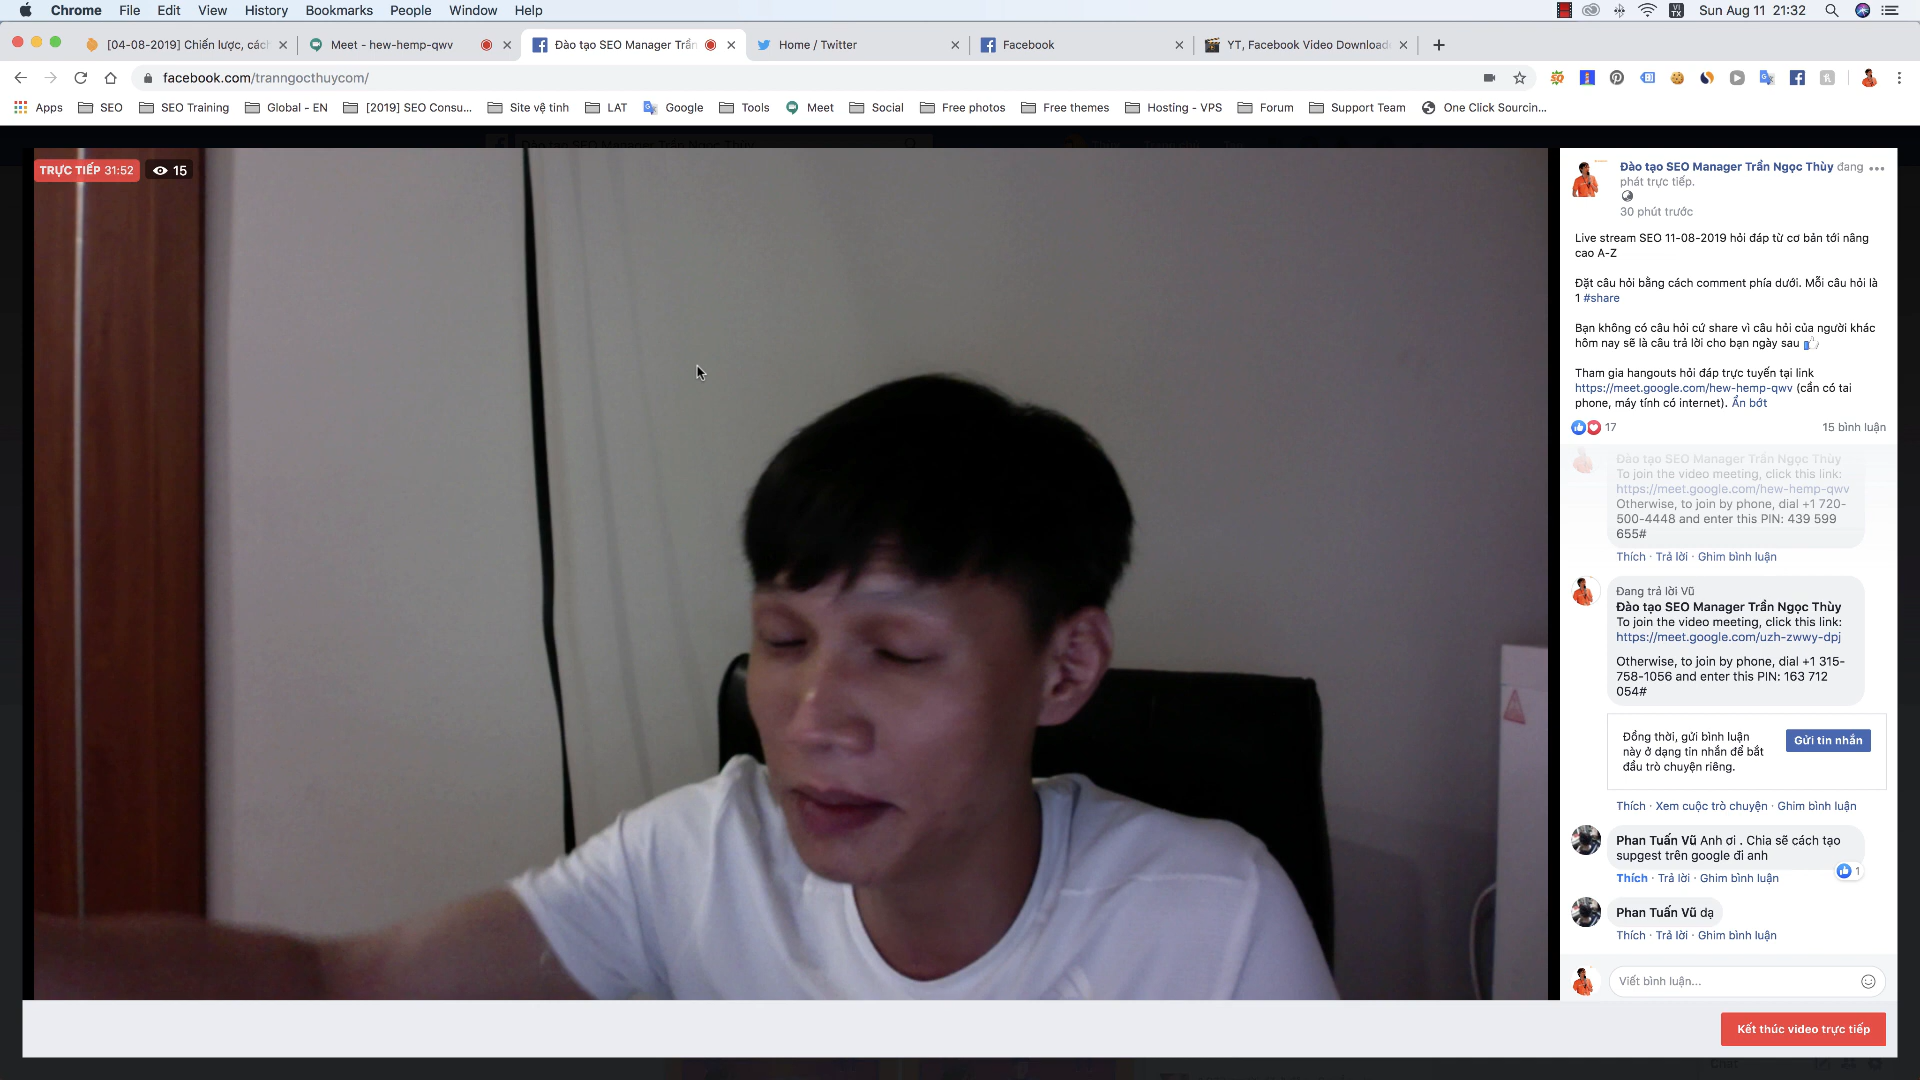 Chrome File Edit View History Bookmarks People Window Help
Sun Aug 11 21:32
[04-08-2019] Chiến lược, các
Meet - hew-hemp-qwv
Đào tạo SEO Manager Trần
Home / Twitter
Facebook
YT, Facebook Video Download
facebook.com/tranngocthuycom/
Apps SEO SEO Training Global - EN [2019] SEO Consu... Site vệ tinh LAT Google Tools Meet Social Free photos Free themes Hosting - VPS Forum Support Team One Click Sourcin...
TRỰC TIẾP 31:52
15
Đào tạo SEO Manager Trần Ngọc Thùy đang
phát trực tiếp.
30 phút trước
Live stream SEO 11-08-2019 hỏi đáp từ cơ bản tới nâng
cao A-Z
Đặt câu hỏi bằng cách comment phía dưới. Mỗi câu hỏi là
1 #share
Bạn không có câu hỏi cứ share vì câu hỏi của người khác
hôm nay sẽ là câu trả lời cho bạn ngày sau
Tham gia hangouts hỏi đáp trực tuyến tại link
https://meet.google.com/hew-hemp-qwv (cần có tai
phone, máy tính có internet). Ẩn bớt
17
15 bình luận
Đào tạo SEO Manager Trần Ngọc Thùy
To join the video meeting, click this link:
https://meet.google.com/hew-hemp-qwv
Otherwise, to join by phone, dial +1 720-
500-4448 and enter this PIN: 439 599
655#
Thích · Trả lời · Ghim bình luận
Đang trả lời Vũ
Đào tạo SEO Manager Trần Ngọc Thùy
To join the video meeting, click this link:
https://meet.google.com/uzh-zwwy-dpj
Otherwise, to join by phone, dial +1 315-
758-1056 and enter this PIN: 163 712
054#
Đồng thời, gửi bình luận
này ở dạng tin nhắn để bắt
đầu trò chuyện riêng.
Gửi tin nhắn
Thích · Xem cuộc trò chuyện · Ghim bình luận
Phan Tuấn Vũ Anh ơi . Chia sẽ cách tạo
supgest trên google đi anh
1
Thích · Trả lời · Ghim bình luận
Phan Tuấn Vũ dạ
Thích · Trả lời · Ghim bình luận
Viết bình luận...
Kết thúc video trực tiếp